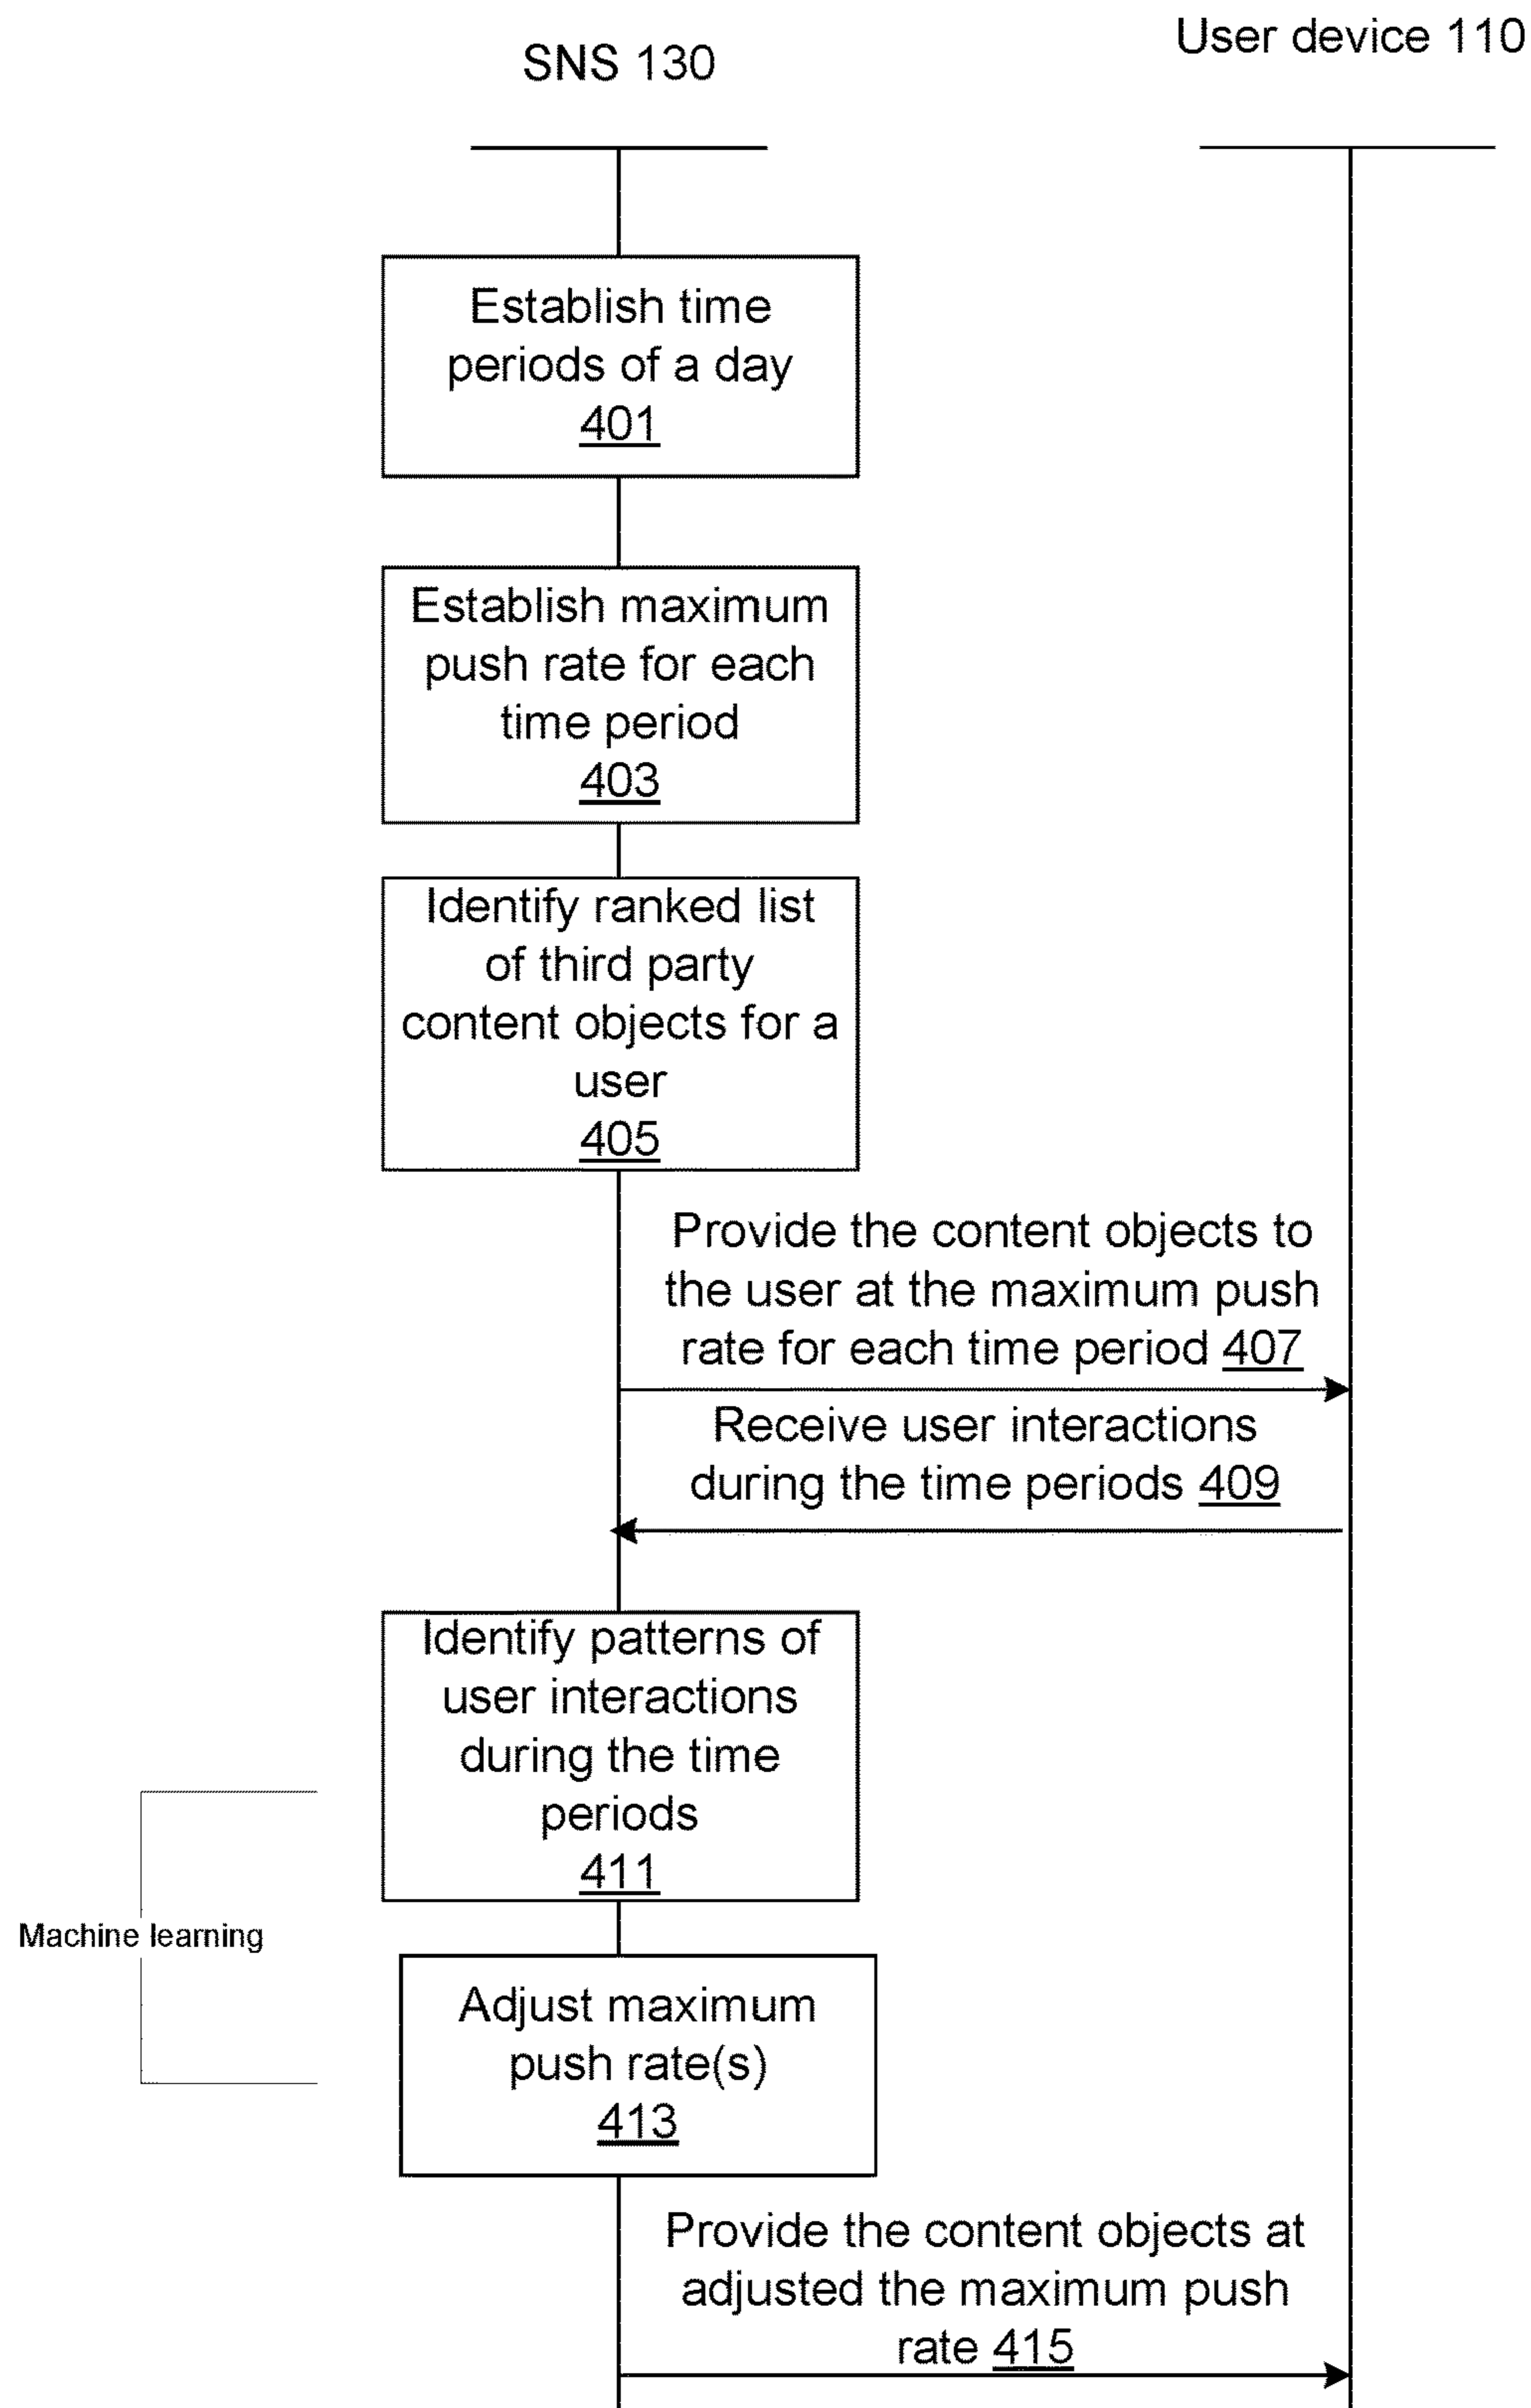 SNS 130
User device 110
Establish time
periods of a day
401
Establish maximum
push rate for each
time period
403
Identify ranked list
of third party
content objects for a
user
405
Provide the content objects to
the user at the maximum push
rate for each time period 407
Receive user interactions
during the time periods 409
Identify patterns of
user interactions
during the time
periods
411
Machine learning
Adjust maximum
push rate(s)
413
Provide the content objects at
adjusted the maximum push
rate 415